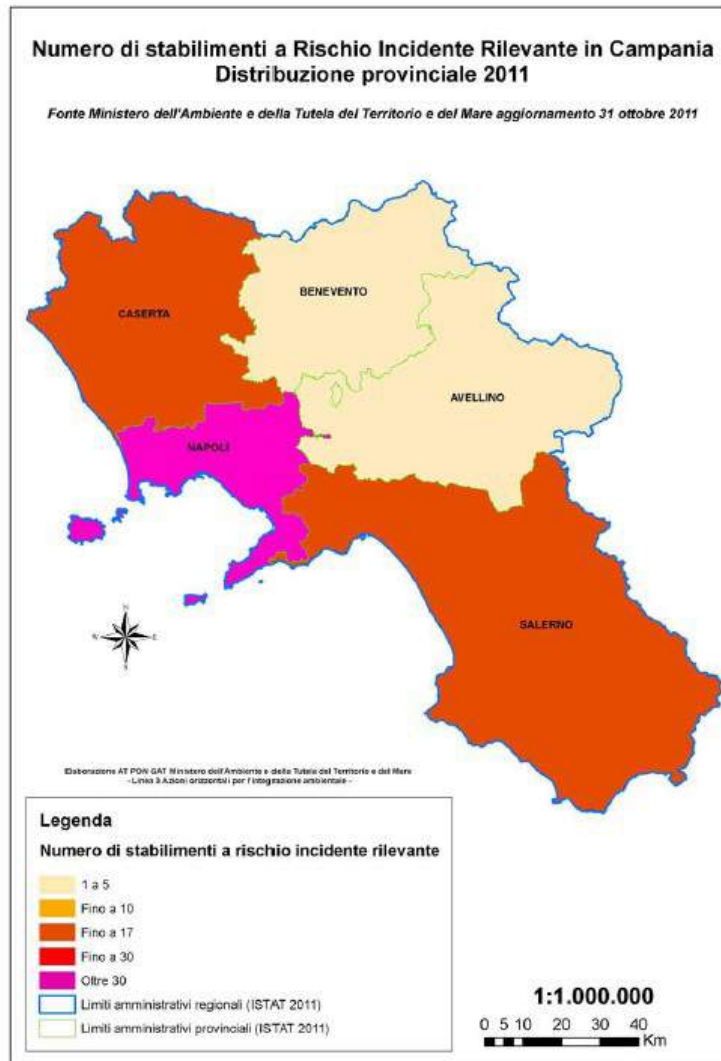 Numero di stabilimenti a Rischio Incidente Rilevante in Campania
Distribuzione provinciale 2011
Fonte Ministero dell'Ambiente e della Tutela del Territorio e del Mare aggiornamento 31 ottobre 2011
BENEVENTO
CASERTA
AVELLINO
NAPOLI
SALERNO
N
W E
S
Elaborazione AT PON GAT Ministero dell'Ambiente e della Tutela del Territorio e del Mare
- Linea 3 Azioni orizzontali per l'integrazione ambientale -
Legenda
Numero di stabilimenti a rischio incidente rilevante
1 a 5
Fino a 10
Fino a 17
Fino a 30
Oltre 30
Limiti amministrativi regionali (ISTAT 2011)
Limiti amministrativi provinciali (ISTAT 2011)
1:1.000.000
0 5 10 20 30 40
Km